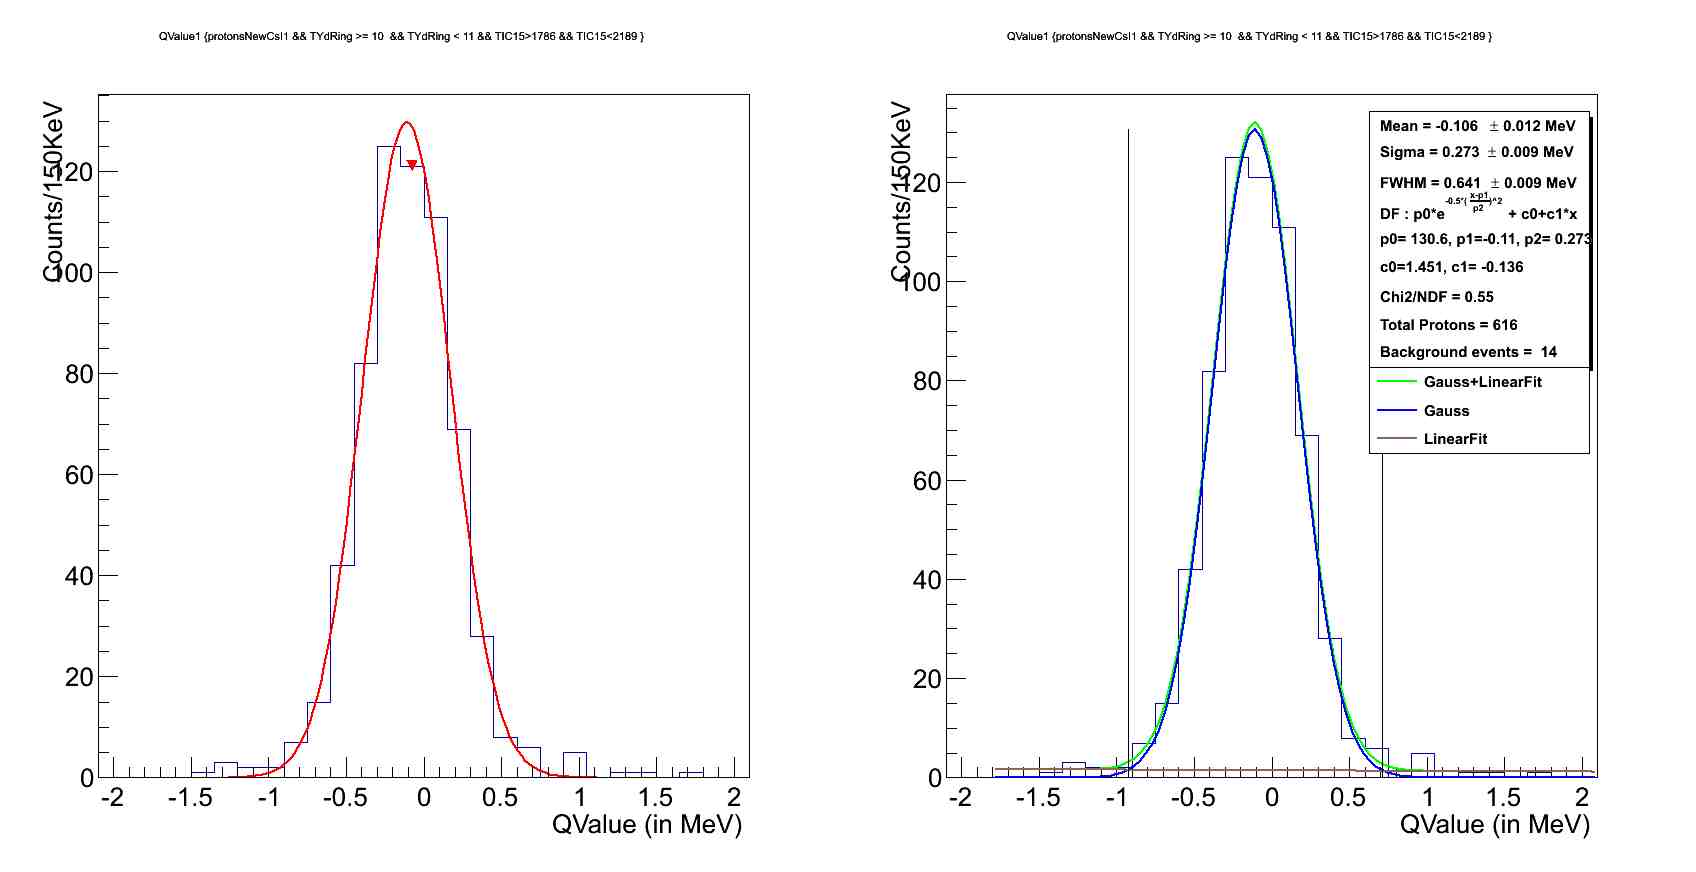 QValue1 {protonsNewCsI1 && TYdRing >= 10 && TYdRing < 11 && TIC15>1786 && TIC15<2189 }
Counts/150KeV
120
100
80
60
40
20
0
-2 -1.5 -1 -0.5 0 0.5 1 1.5 2
QValue (in MeV)
QValue1 {protonsNewCsI1 && TYdRing >= 10 && TYdRing < 11 && TIC15>1786 && TIC15<2189 }
Counts/150KeV
120
100
80
60
40
20
0
-2 -1.5 -1 -0.5 0 0.5 1 1.5 2
QValue (in MeV)
Mean = -0.106 ± 0.012 MeV
Sigma = 0.273 ± 0.009 MeV
FWHM = 0.641 ± 0.009 MeV
DF : p0*e -0.5*( x-p1 / p2 )^2 + c0+c1*x
p0= 130.6, p1=-0.11, p2= 0.273
c0=1.451, c1= -0.136
Chi2/NDF = 0.55
Total Protons = 616
Background events = 14
Gauss+LinearFit
Gauss
LinearFit